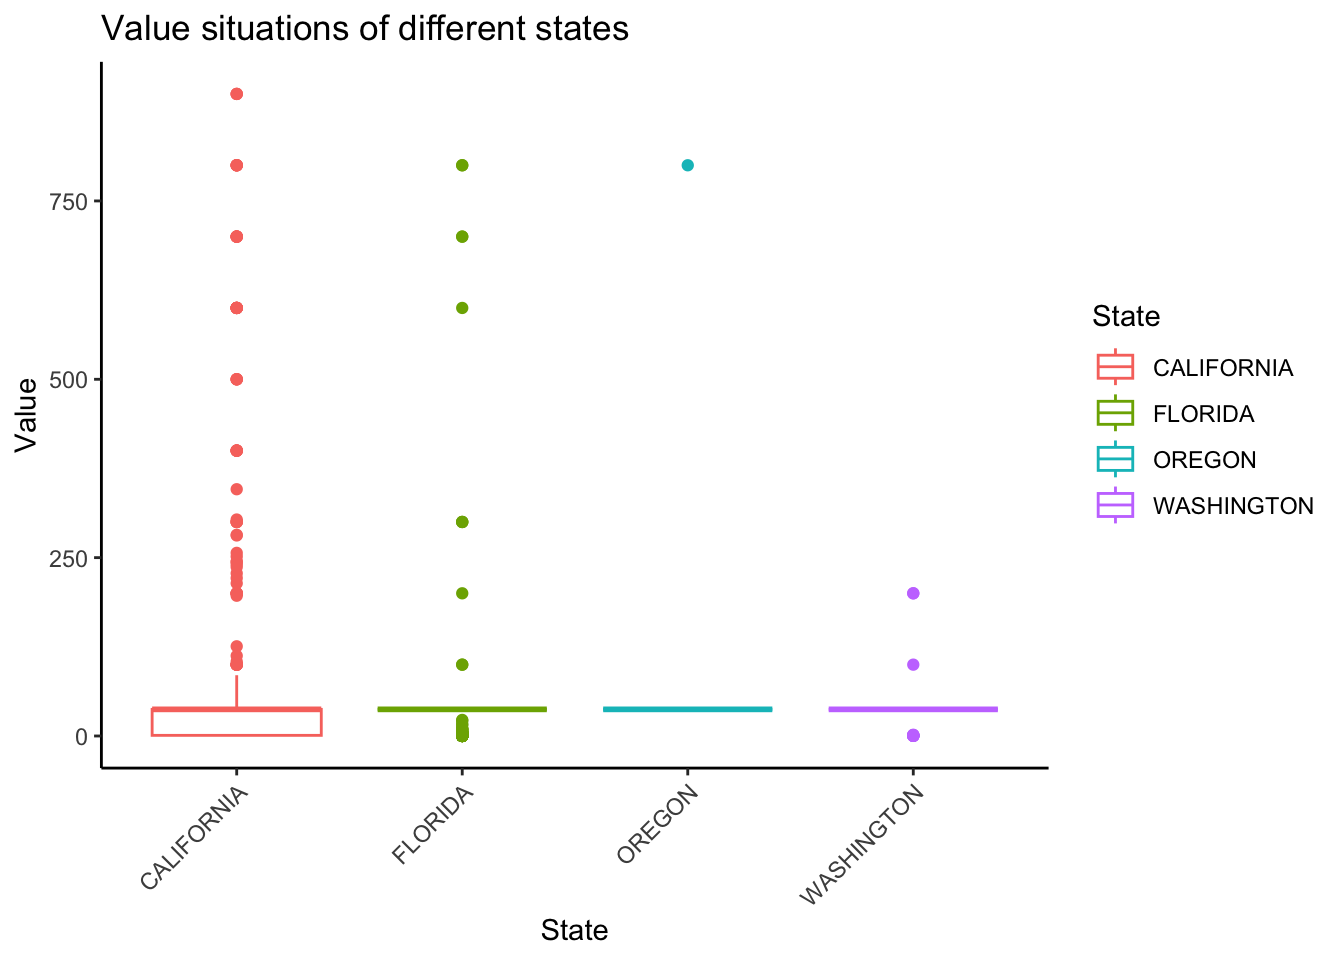 Value situations of different states
Value
750
500
250
0
CALIFORNIA
FLORIDA
OREGON
WASHINGTON
State
State
CALIFORNIA
FLORIDA
OREGON
WASHINGTON